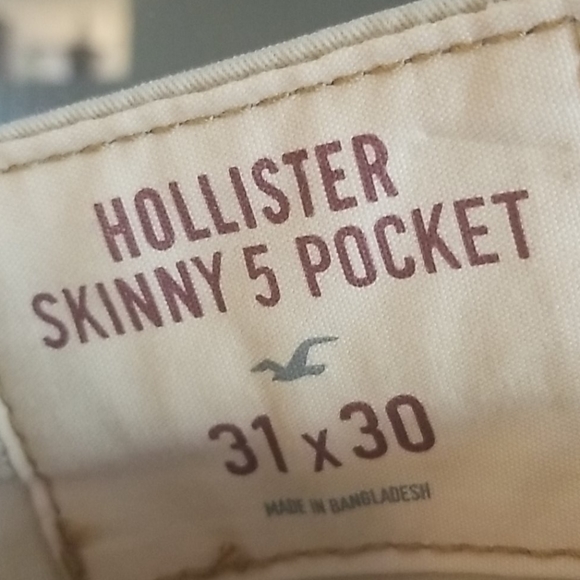 HOLLISTER
SKINNY 5 POCKET
31 x 30
MADE IN BANGLADESH